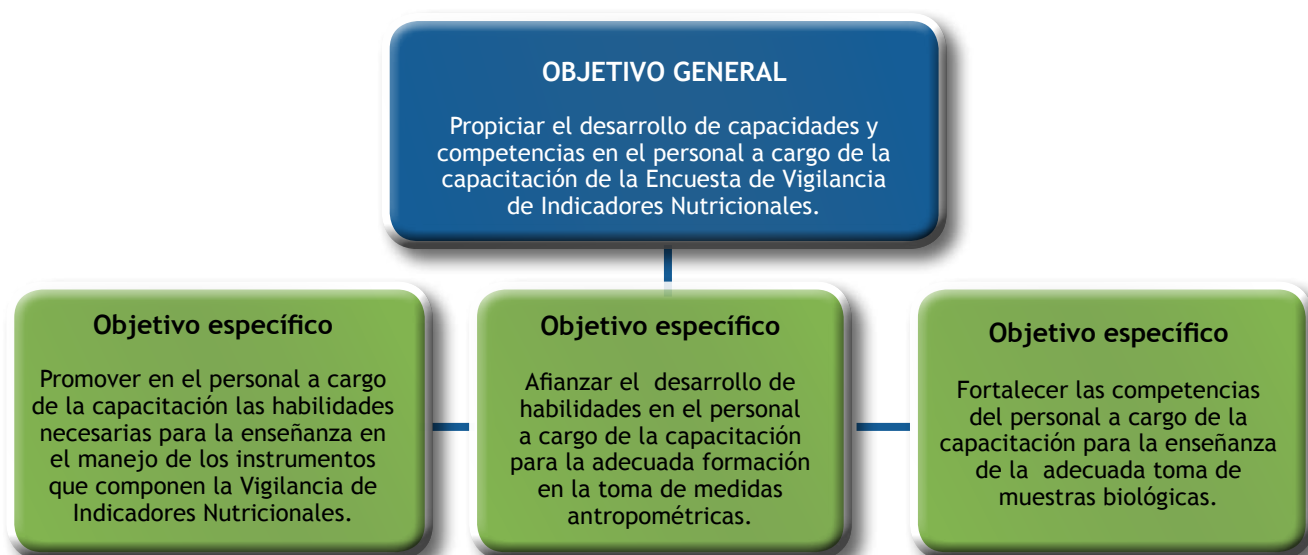 OBJETIVO GENERAL
Propiciar el desarrollo de capacidades y
competencias en el personal a cargo de la
capacitación de la Encuesta de Vigilancia
de Indicadores Nutricionales.
Objetivo específico
Promover en el personal a cargo
de la capacitación las habilidades
necesarias para la enseñanza en
el manejo de los instrumentos
que componen la Vigilancia de
Indicadores Nutricionales.
Objetivo específico
Afianzar el desarrollo de
habilidades en el personal
a cargo de la capacitación
para la adecuada formación
en la toma de medidas
antropométricas.
Objetivo específico
Fortalecer las competencias
del personal a cargo de la
capacitación para la enseñanza
de la adecuada toma de
muestras biológicas.